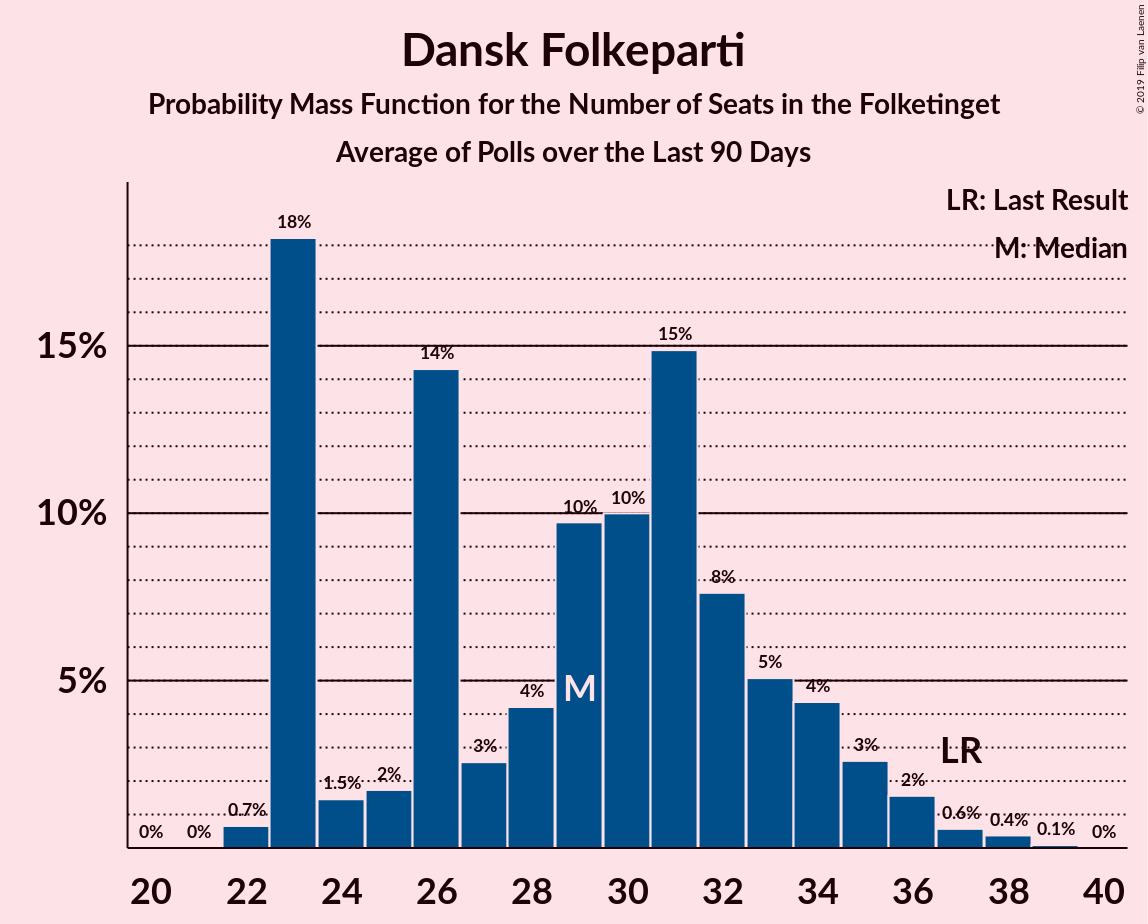 Dansk Folkeparti
Probability Mass Function for the Number of Seats in the Folketinget
Average of Polls over the Last 90 Days
© 2019 Filip van Laenen
LR: Last Result
M: Median
15%
10%
5%
0%
0%
0.7%
18%
1.5%
2%
14%
3%
4%
10%
10%
15%
8%
5%
4%
3%
2%
0.6%
0.4%
0.1%
0%
M
LR
20 22 24 26 28 30 32 34 36 38 40